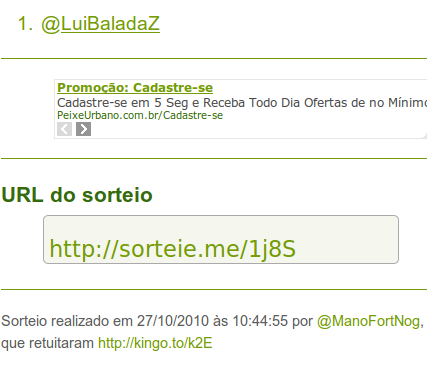 1. @LuiBaladaZ
Promoção: Cadastre-se
Cadastre-se em 5 Seg e Receba Todo Dia Ofertas de no Mínimo
PeixeUrbano.com.br/Cadastre-se
URL do sorteio
http://sorteie.me/1j8S
Sorteio realizado em 27/10/2010 às 10:44:55 por @ManoFortNog,
que retuitaram http://kingo.to/k2E